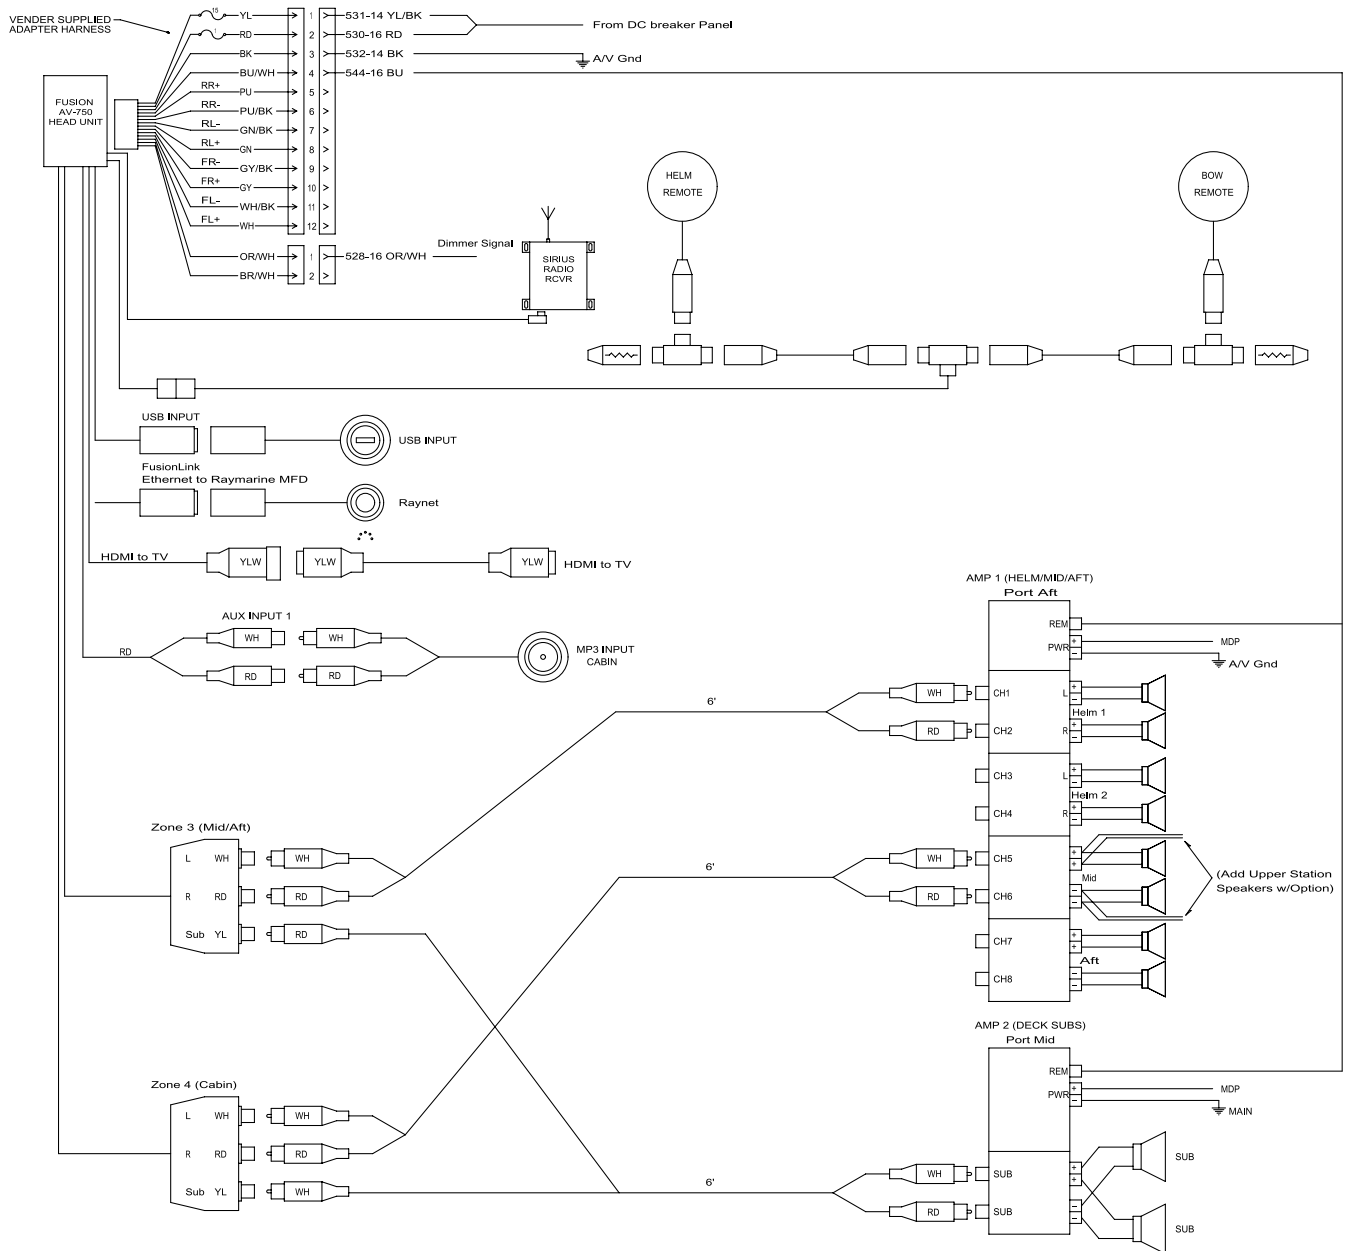 VENDER SUPPLIED
ADAPTER HARNESS
15
YL
1
531-14 YL/BK
From DC breaker Panel
1
RD
2
530-16 RD
BK
3
532-14 BK
A/V Gnd
BU/WH
4
544-16 BU
RR+
PU
5
RR-
PU/BK
6
RL-
GN/BK
7
RL+
GN
8
FR-
GY/BK
9
FR+
GY
10
FL-
WH/BK
11
FL+
WH
12
FUSION
AV-750
HEAD UNIT
OR/WH
1
528-16 OR/WH
Dimmer Signal
BR/WH
2
SIRIUS
RADIO
RCVR
HELM
REMOTE
BOW
REMOTE
USB INPUT
USB INPUT
FusionLink
Ethernet to Raymarine MFD
Raynet
HDMI to TV
YLW
YLW
YLW
HDMI to TV
AUX INPUT 1
RD
WH
WH
RD
RD
MP3 INPUT
CABIN
AMP 1 (HELM/MID/AFT)
Port Aft
REM
PWR
+
−
MDP
A/V Gnd
6'
WH
CH1
L
+
−
Helm 1
RD
CH2
R
+
−
CH3
L
+
−
Helm 2
CH4
R
+
−
6'
WH
CH5
+
+
Mid
RD
CH6
−
−
(Add Upper Station
Speakers w/Option)
CH7
+
+
Aft
CH8
−
−
Zone 3 (Mid/Aft)
L WH
WH
R RD
RD
Sub YL
RD
Zone 4 (Cabin)
L WH
WH
R RD
RD
Sub YL
WH
AMP 2 (DECK SUBS)
Port Mid
REM
PWR
+
−
MDP
MAIN
6'
WH
SUB
+
+
SUB
RD
SUB
−
−
SUB